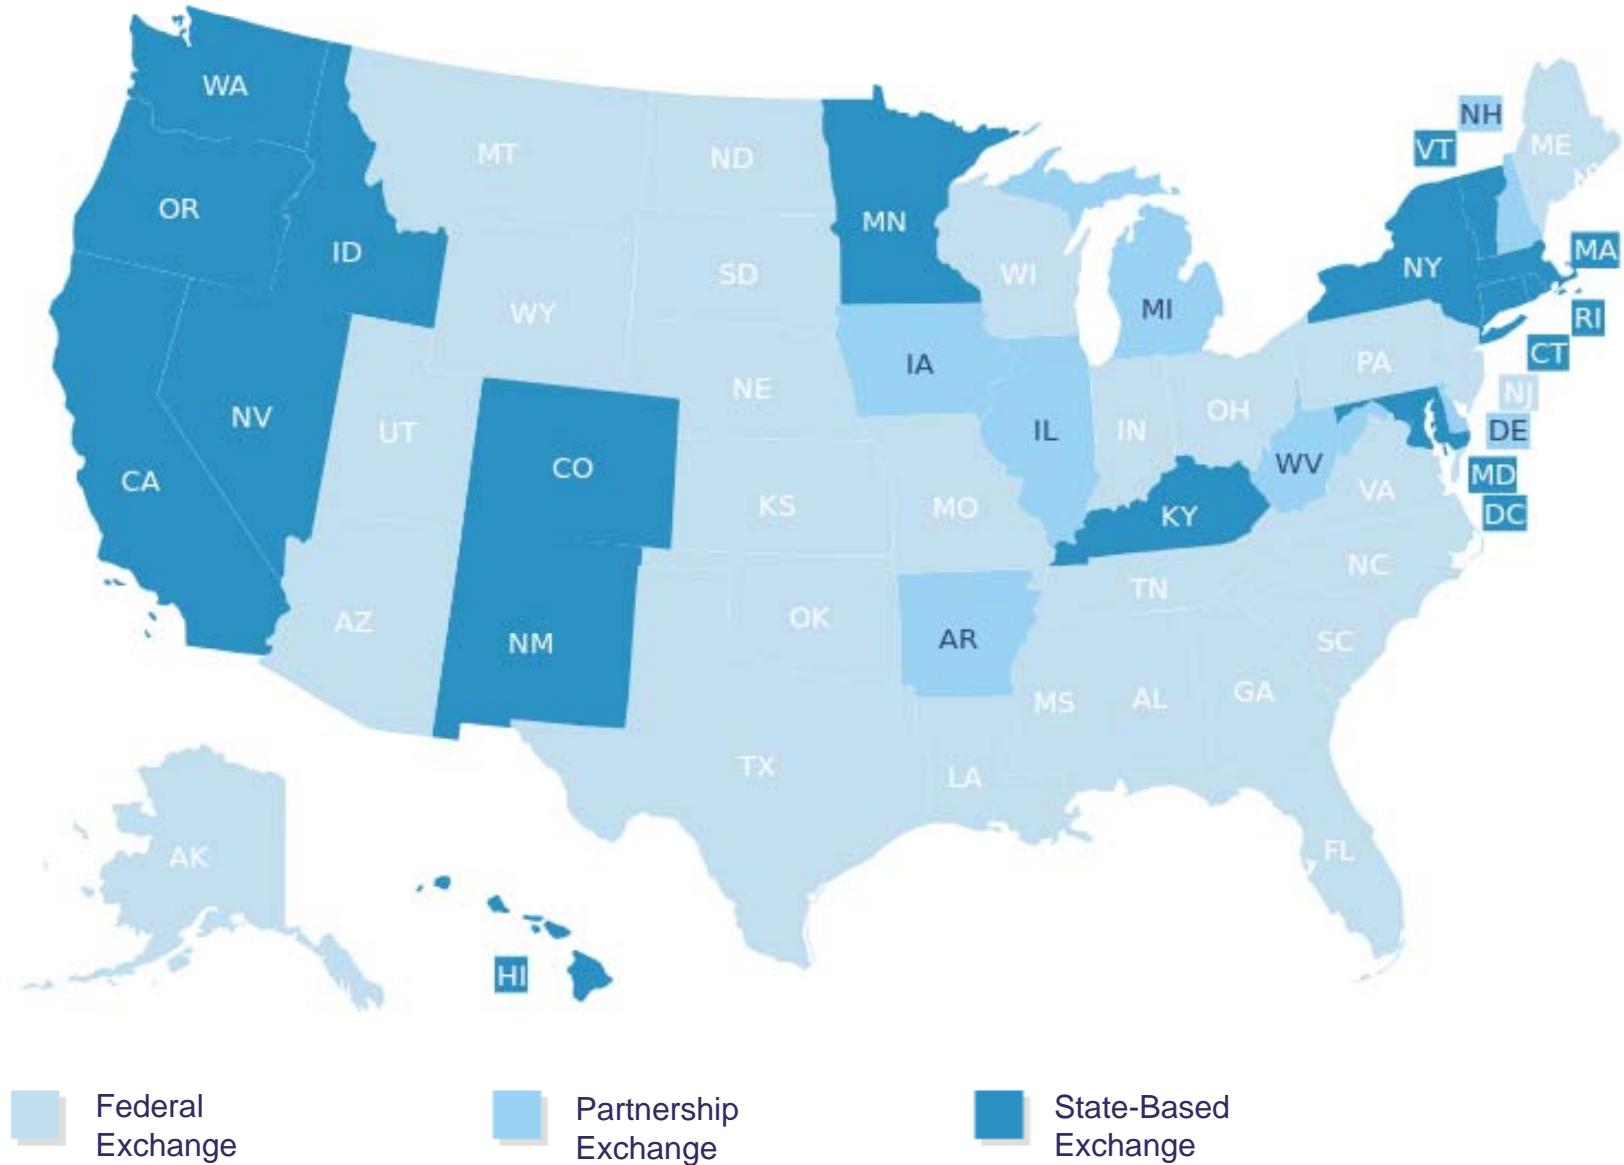 WA
MT
ND
NH
VT
ME
OR
ID
MN
MA
NY
WI
SD
WY
MI
RI
CT
IA
PA
NE
NJ
NV
UT
OH
IL
IN
DE
CO
WV
MD
CA
VA
KS
MO
KY
DC
NC
TN
AZ
OK
NM
AR
SC
MS
AL
GA
TX
LA
AK
FL
HI
Federal
Exchange
Partnership
Exchange
State-Based
Exchange